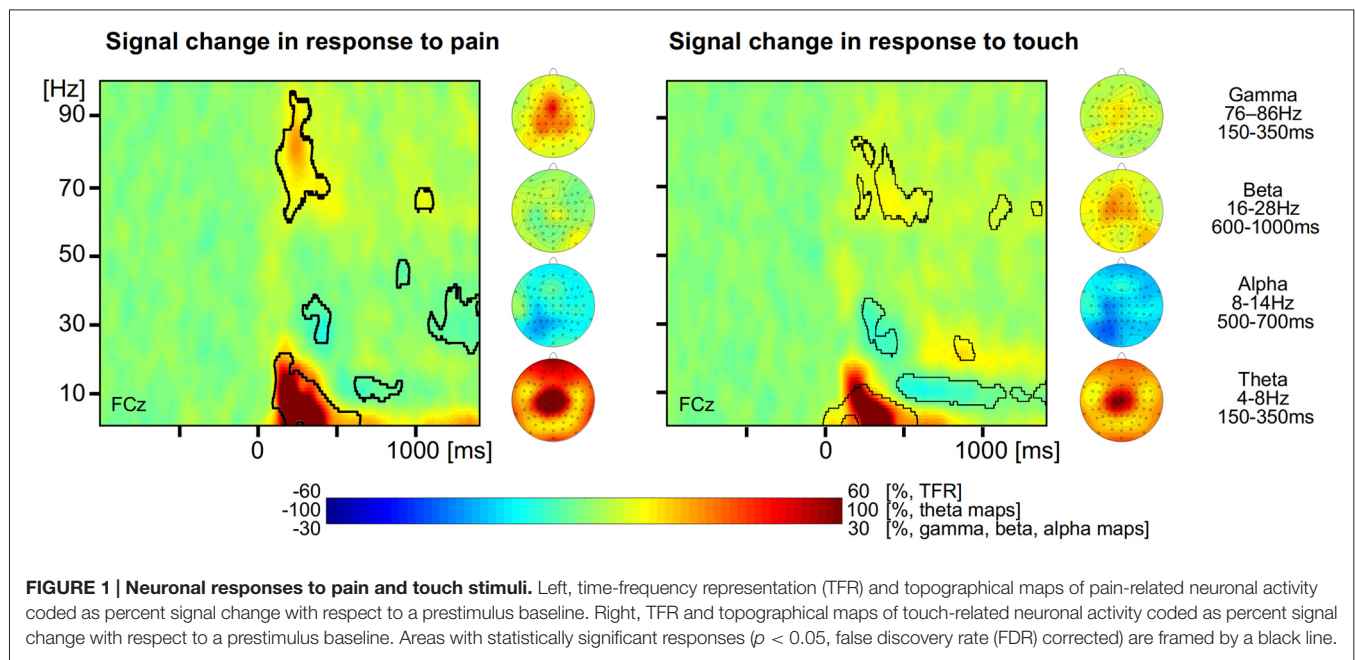 Signal change in response to pain
Signal change in response to touch
[Hz]
90
70
50
30
10
FCz
0
1000 [ms]
FCz
0
1000 [ms]
Gamma
76–86Hz
150-350ms
Beta
16-28Hz
600-1000ms
Alpha
8-14Hz
500-700ms
Theta
4-8Hz
150-350ms
-60
-100
-30
60 [%, TFR]
100 [%, theta maps]
30 [%, gamma, beta, alpha maps]
FIGURE 1 | Neuronal responses to pain and touch stimuli. Left, time-frequency representation (TFR) and topographical maps of pain-related neuronal activity
coded as percent signal change with respect to a prestimulus baseline. Right, TFR and topographical maps of touch-related neuronal activity coded as percent signal
change with respect to a prestimulus baseline. Areas with statistically significant responses (p < 0.05, false discovery rate (FDR) corrected) are framed by a black line.